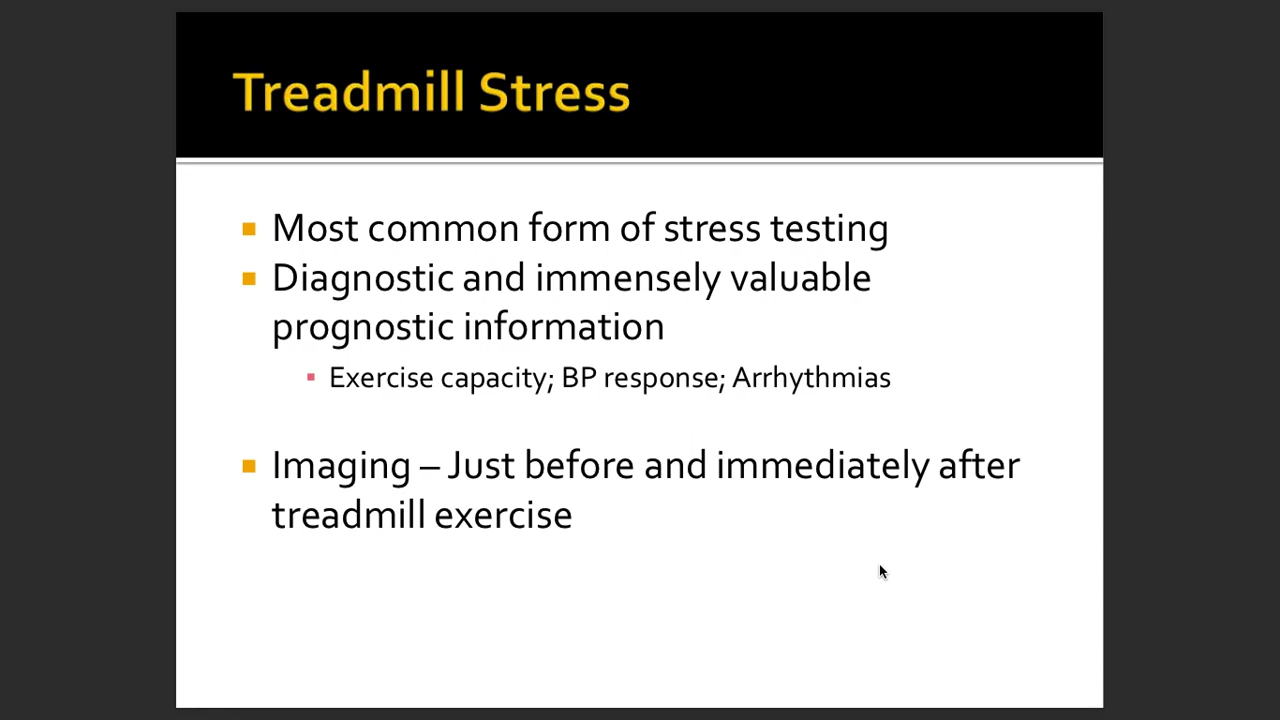 Treadmill Stress
Most common form of stress testing
Diagnostic and immensely valuable
prognostic information
Exercise capacity; BP response; Arrhythmias
Imaging – Just before and immediately after
treadmill exercise